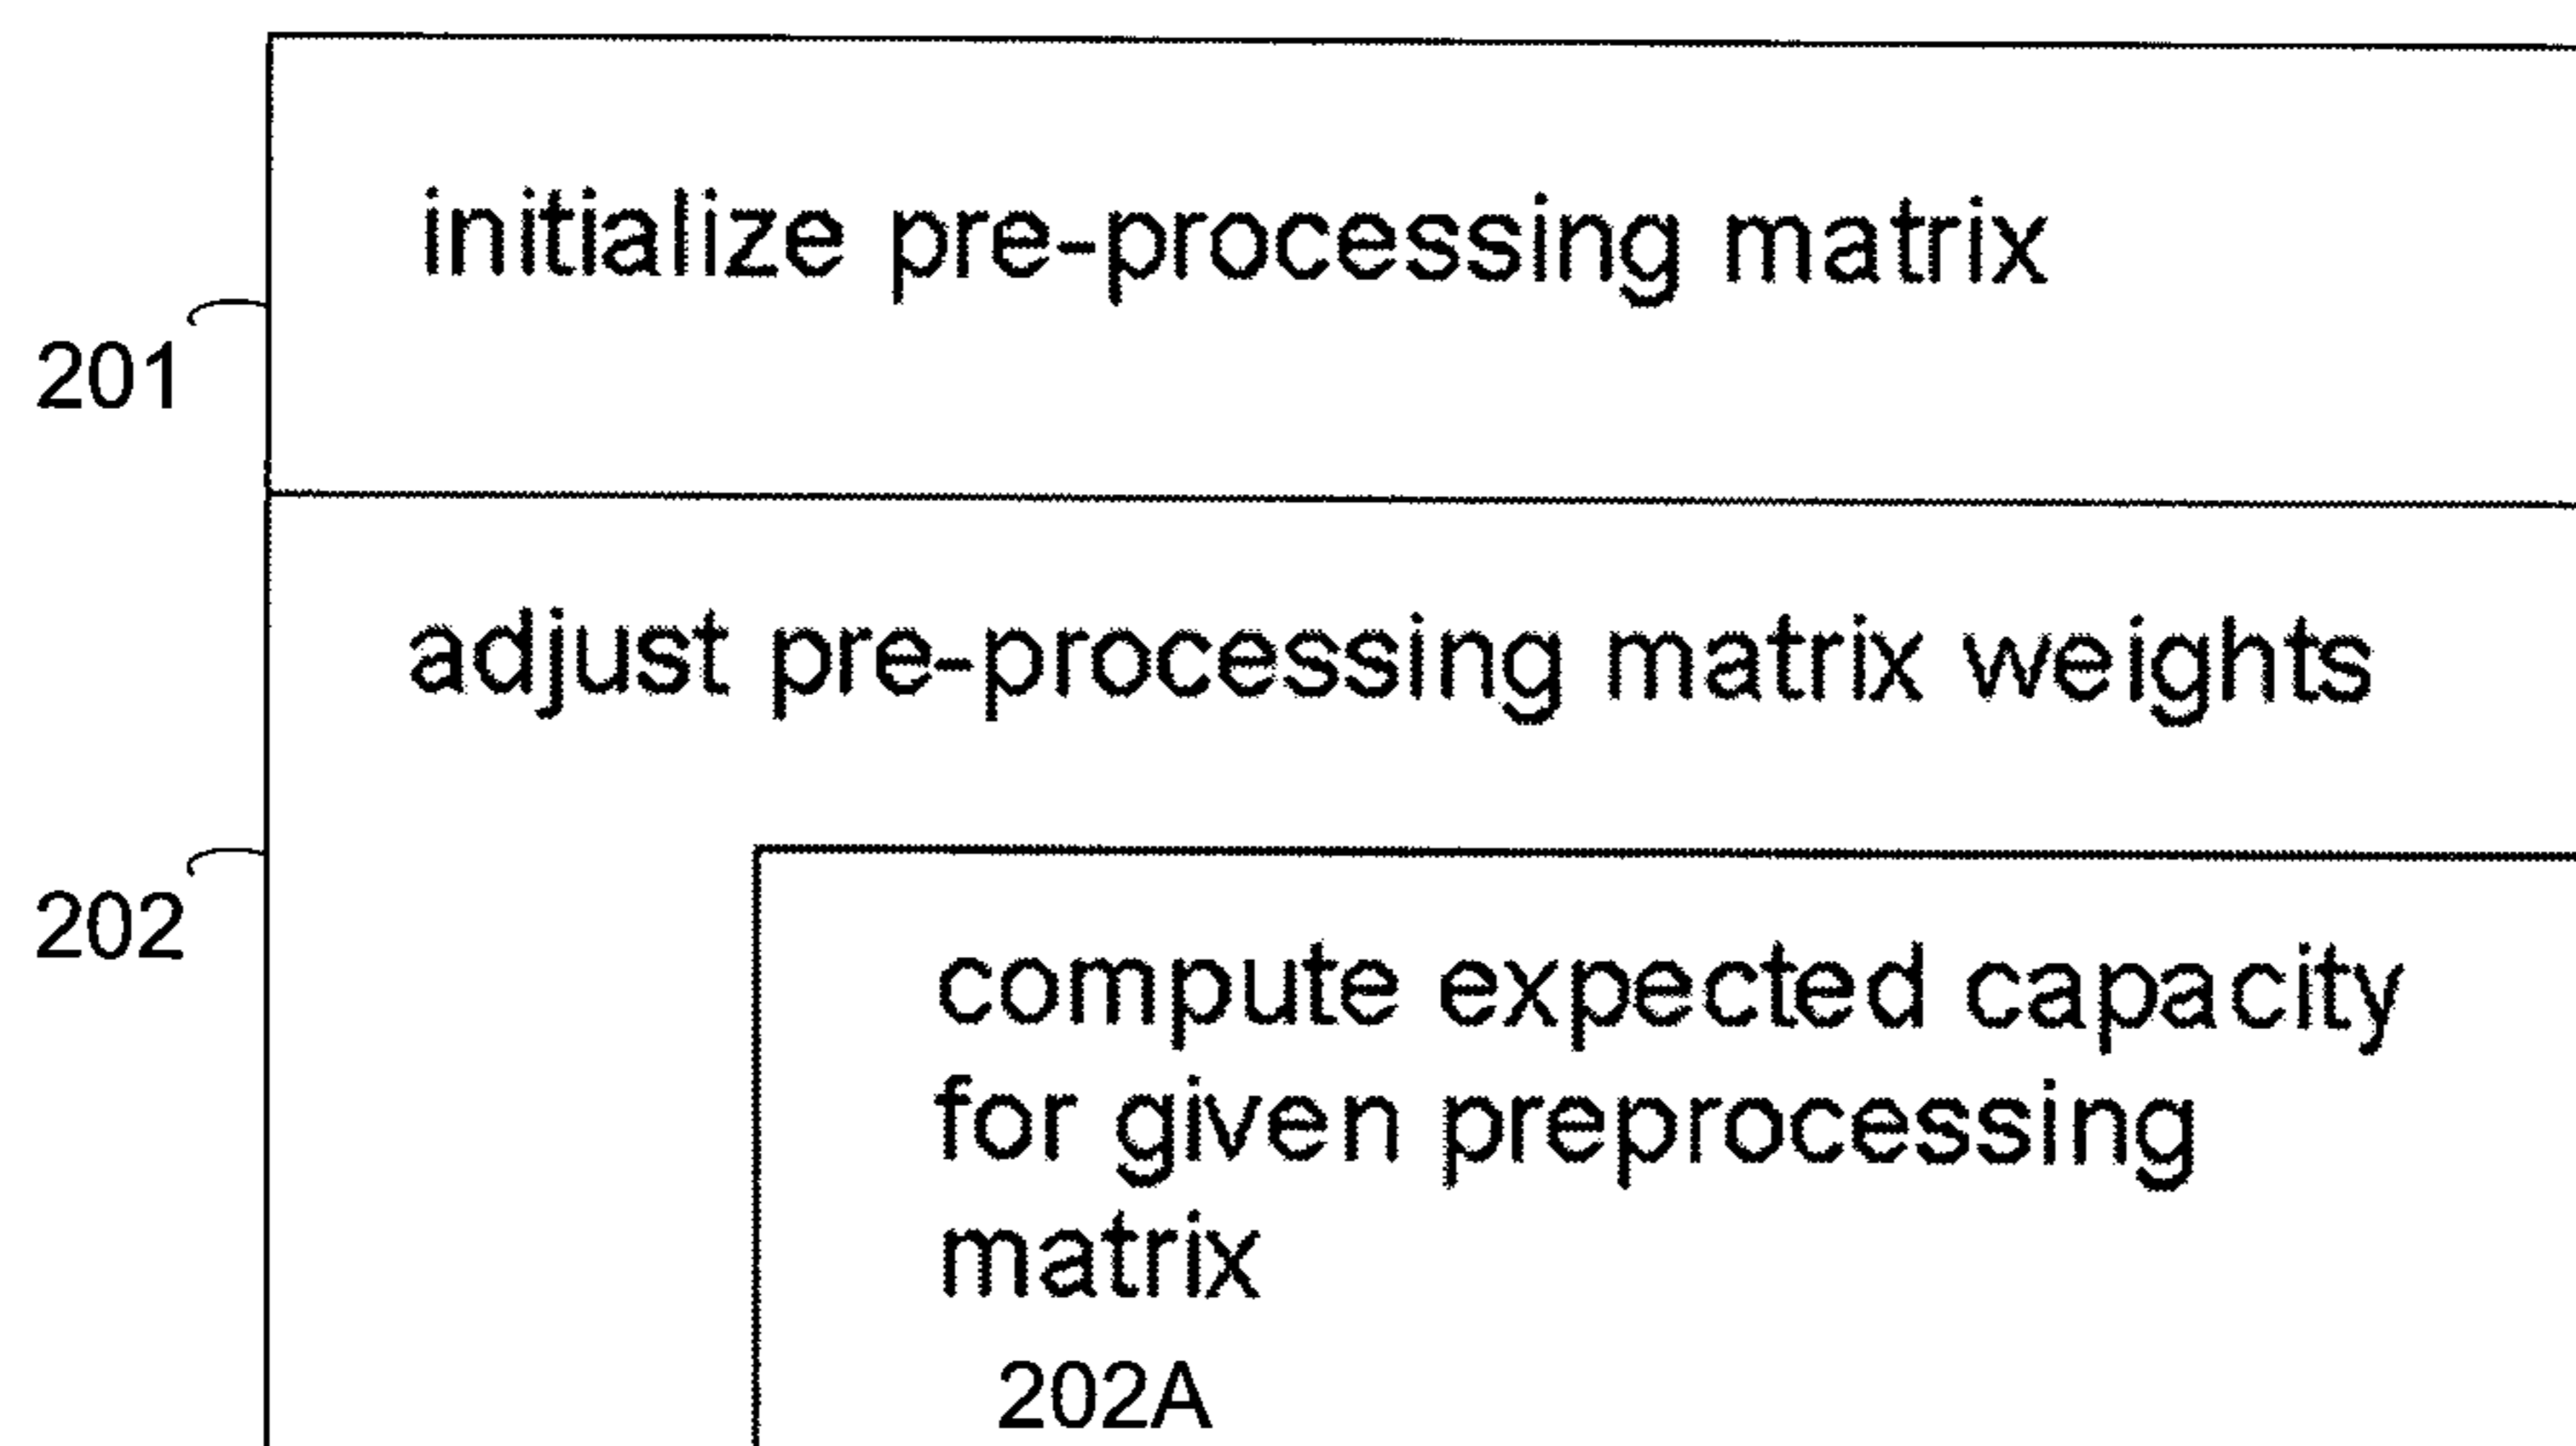 initialize pre-processing matrix
201
adjust pre-processing matrix weights
202
compute expected capacity
for given preprocessing
matrix
202A